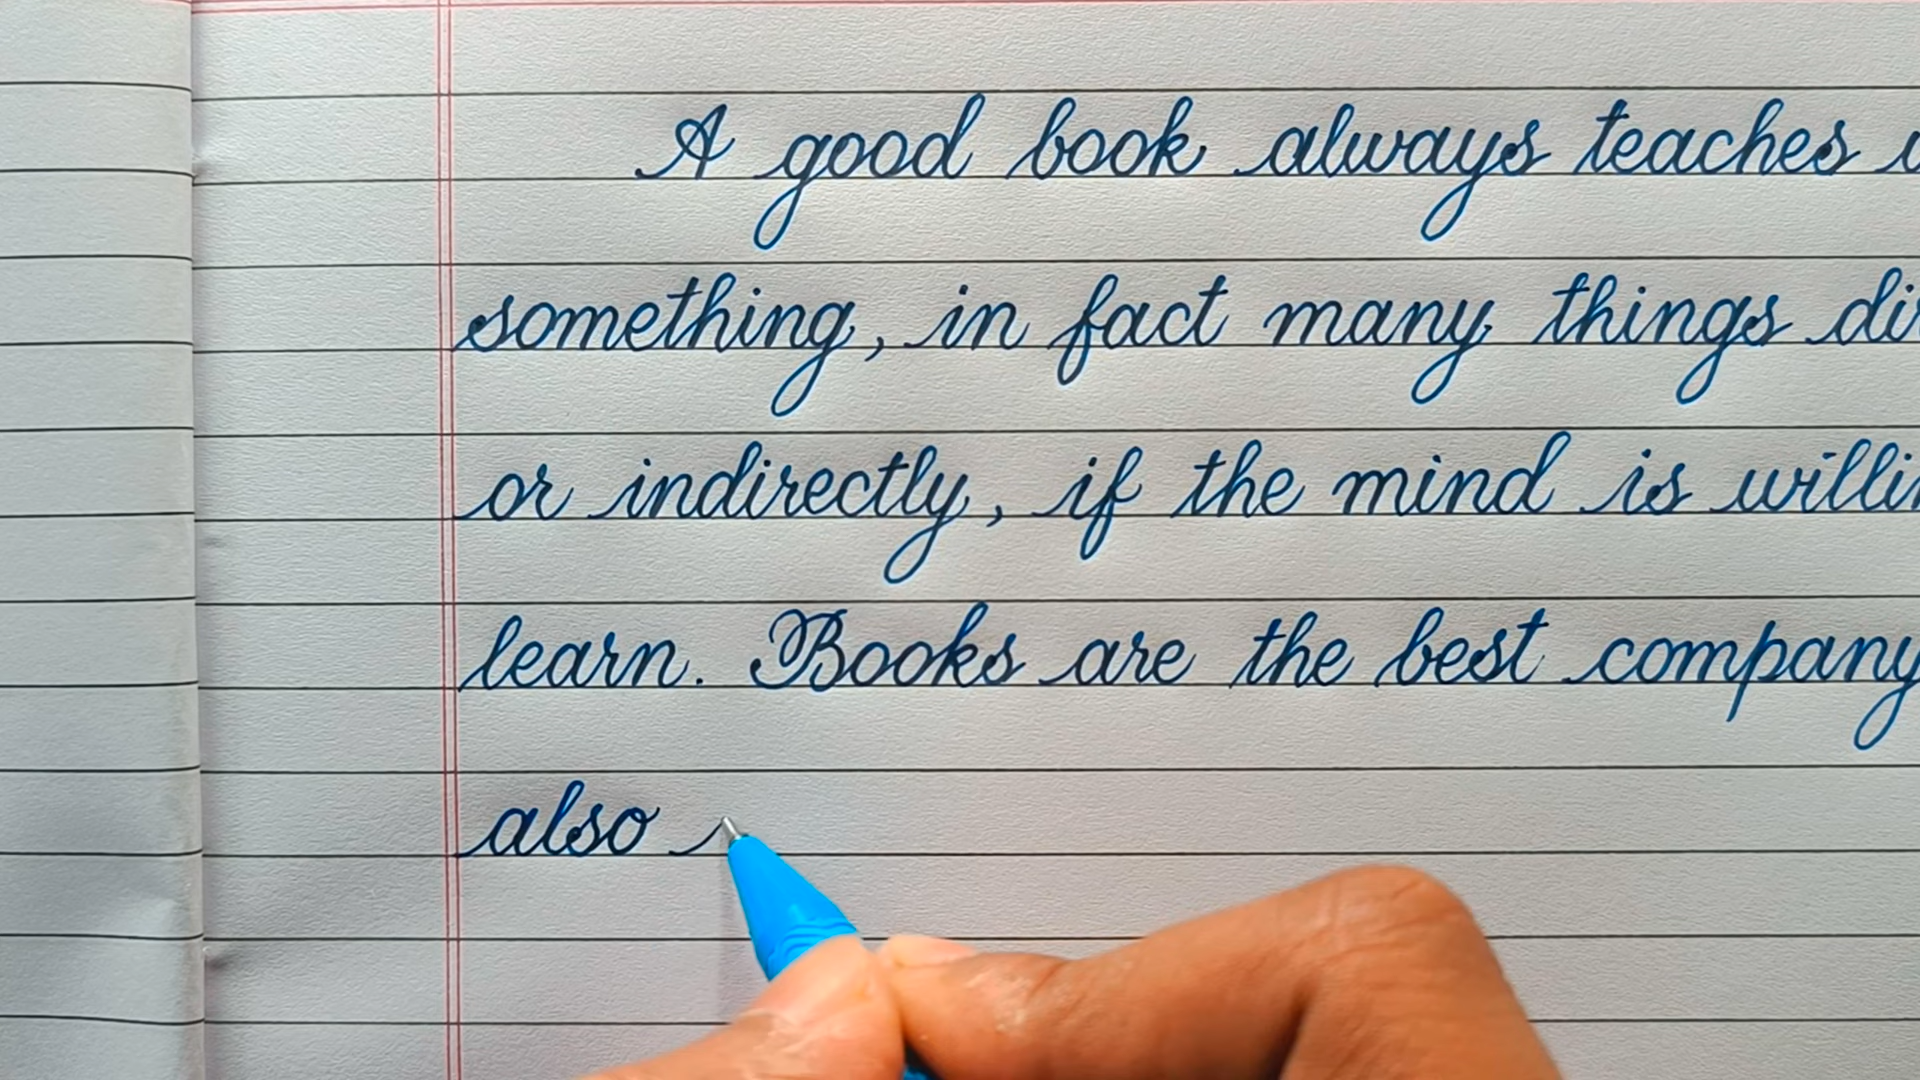 A good book always teaches
something, in fact many things
or indirectly, if the mind is
learn. Books are the best company
also